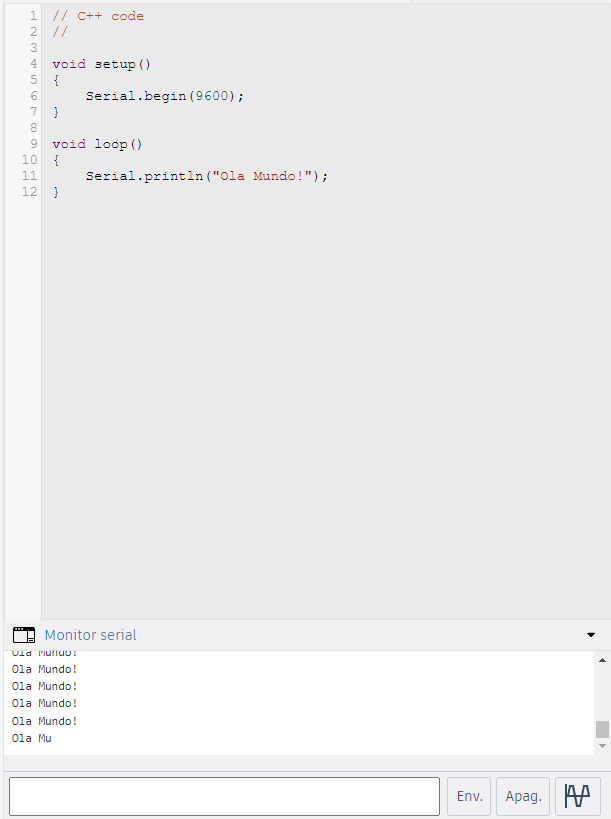 1 // C++ code
2 //
3
4 void setup()
5 {
6 Serial.begin(9600);
7 }
8
9 void loop()
10 {
11 Serial.println("Ola Mundo!");
12 }
Monitor serial
Ola Mundo!
Ola Mundo!
Ola Mundo!
Ola Mundo!
Ola Mundo!
Ola Mu
Env. Apag.